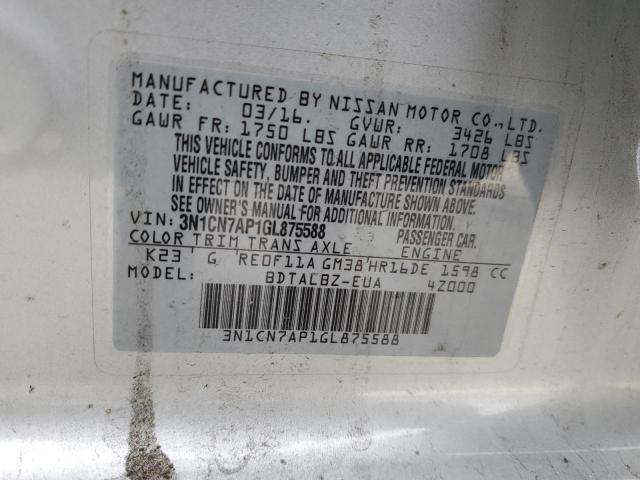 MANUFACTURED BY NISSAN MOTOR CO.,LTD.
DATE: 03/16. GVWR: 3426 LBS
GAWR FR: 1750 LBS GAWR RR: 1708 LBS
THIS VEHICLE CONFORMS TO ALL APPLICABLE FEDERAL MOTOR
VEHICLE SAFETY, BUMPER AND THEFT PREVENTION STANDARDS
IN EFFECT ON THE DATE OF MANUFACTURE SHOWN ABOVE.
SEE OWNER'S MANUAL FOR ADDITIONAL INFORMATION.
VIN: 3N1CN7AP1GL875588 PASSENGER CAR.
COLOR TRIM TRANS AXLE ENGINE
K23 G RE0F11A GM38 HR16DE 1598 CC
MODEL: BDTALBZ-EUA 4Z000
3N1CN7AP1GL875588